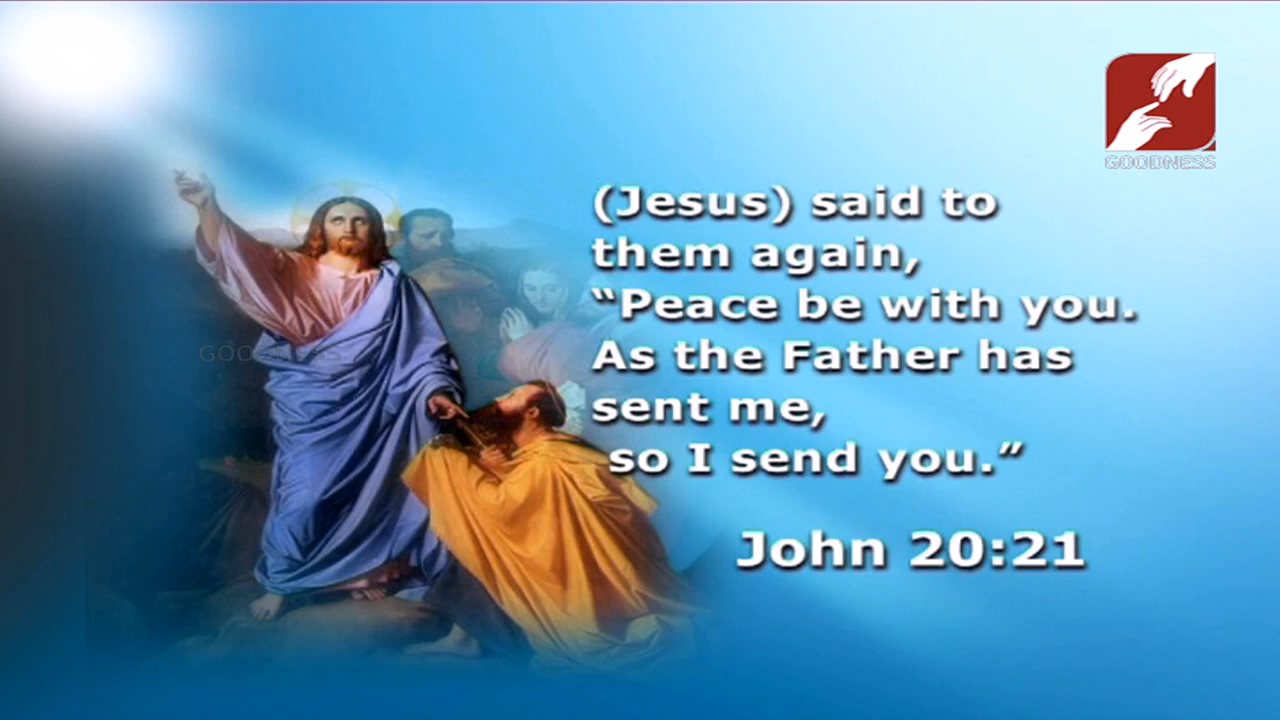 GOODNESS
(Jesus) said to
them again,
“Peace be with you.
As the Father has
sent me,
so I send you.”
John 20:21
GOODNESS